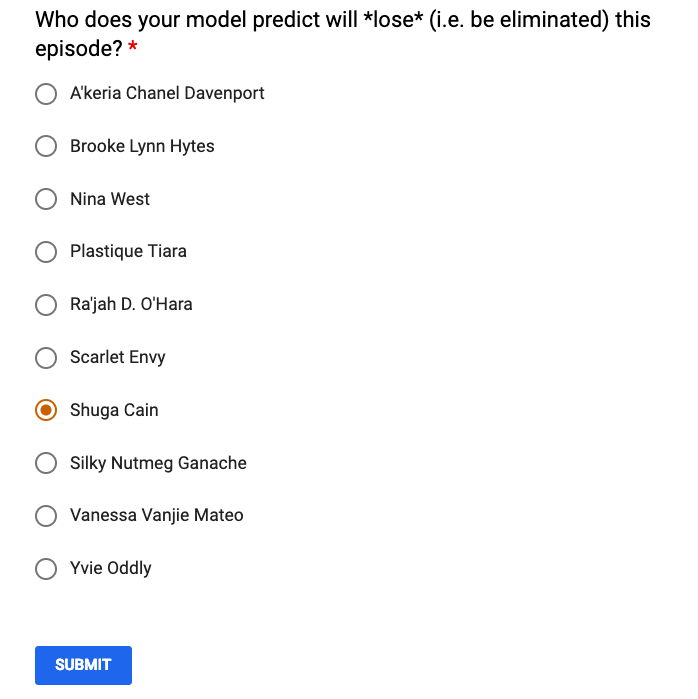 Who does your model predict will *lose* (i.e. be eliminated) this
episode? *
A'keria Chanel Davenport
Brooke Lynn Hytes
Nina West
Plastique Tiara
Ra'jah D. O'Hara
Scarlet Envy
Shuga Cain
Silky Nutmeg Ganache
Vanessa Vanjie Mateo
Yvie Oddly
SUBMIT